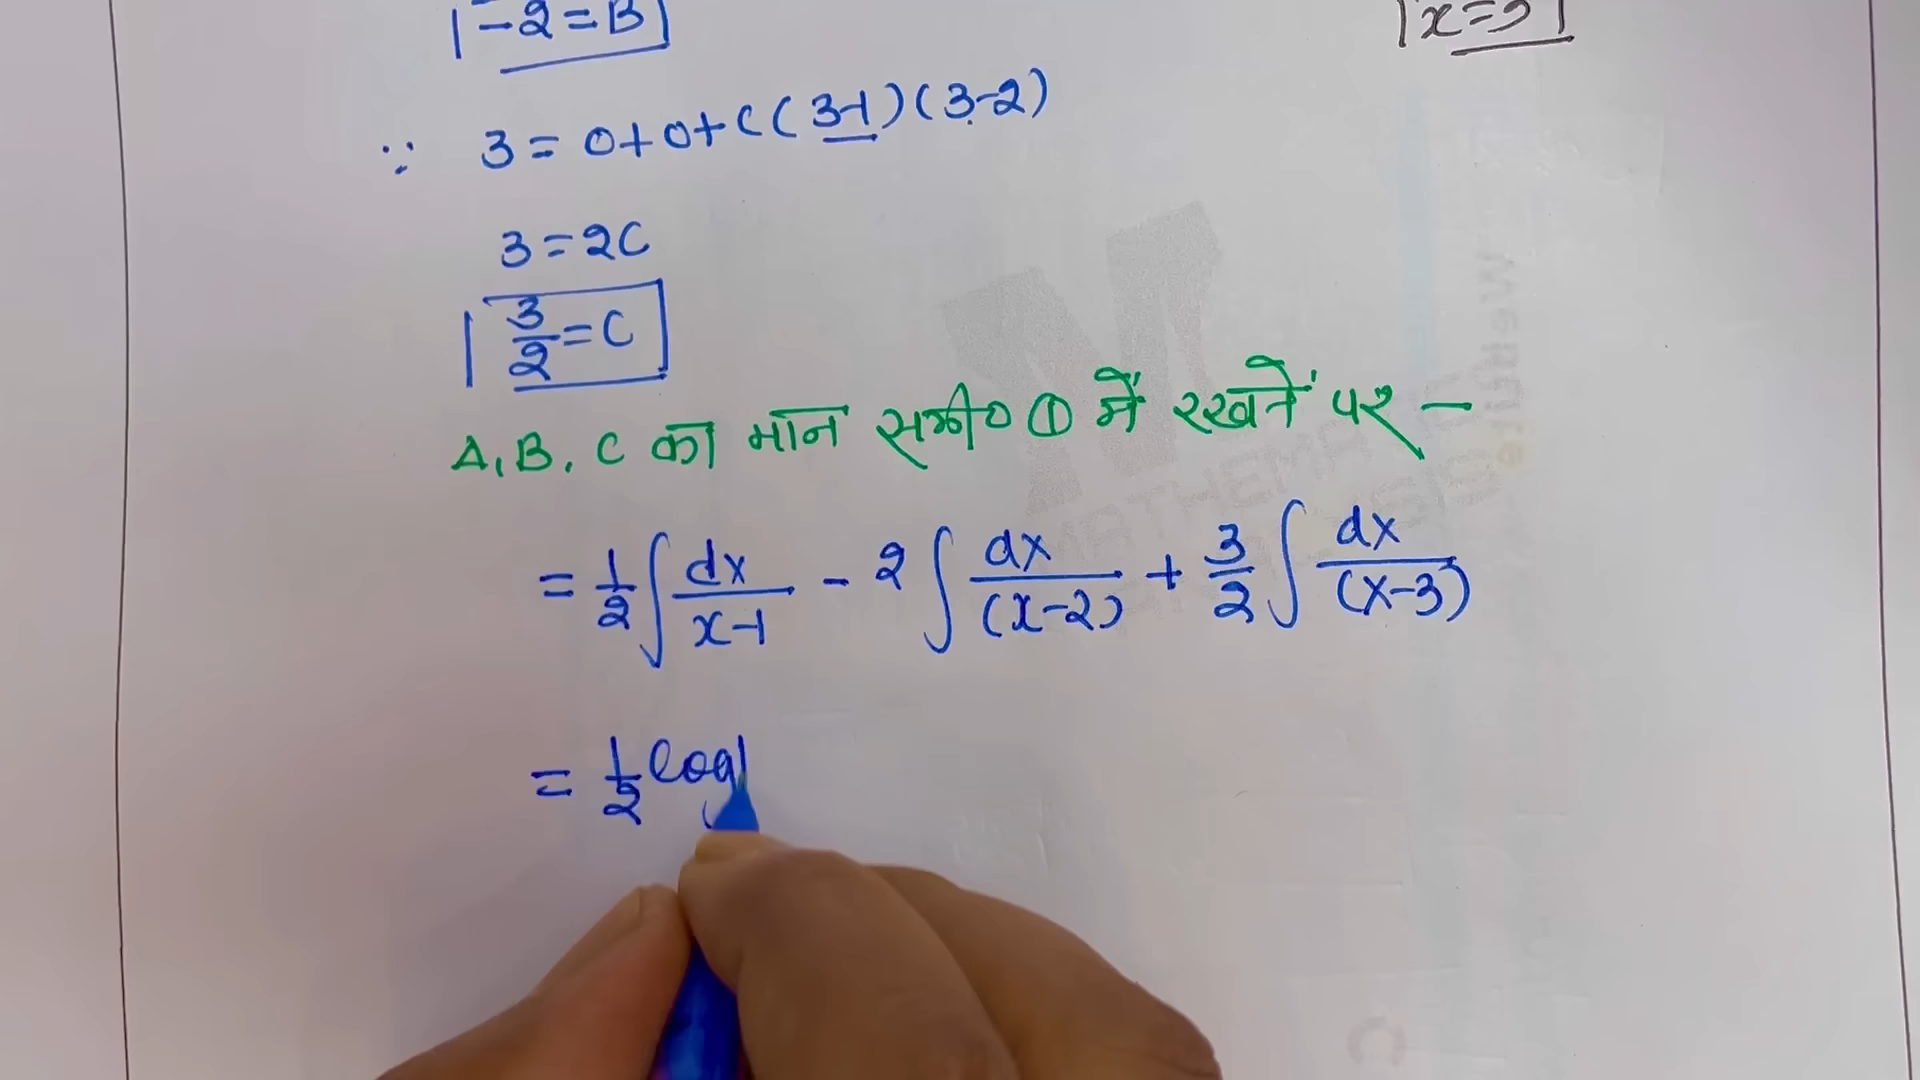 -2=B
x=3
∵ 3=0+0+C(3-1)(3-2)
3=2C
3/2=C
A, B, C का मान समी० ① में रखनें पर –
= 1/2 ∫ dx/x-1 - 2 ∫ dx/(x-2) + 3/2 ∫ dx/(x-3)
= 1/2 log|